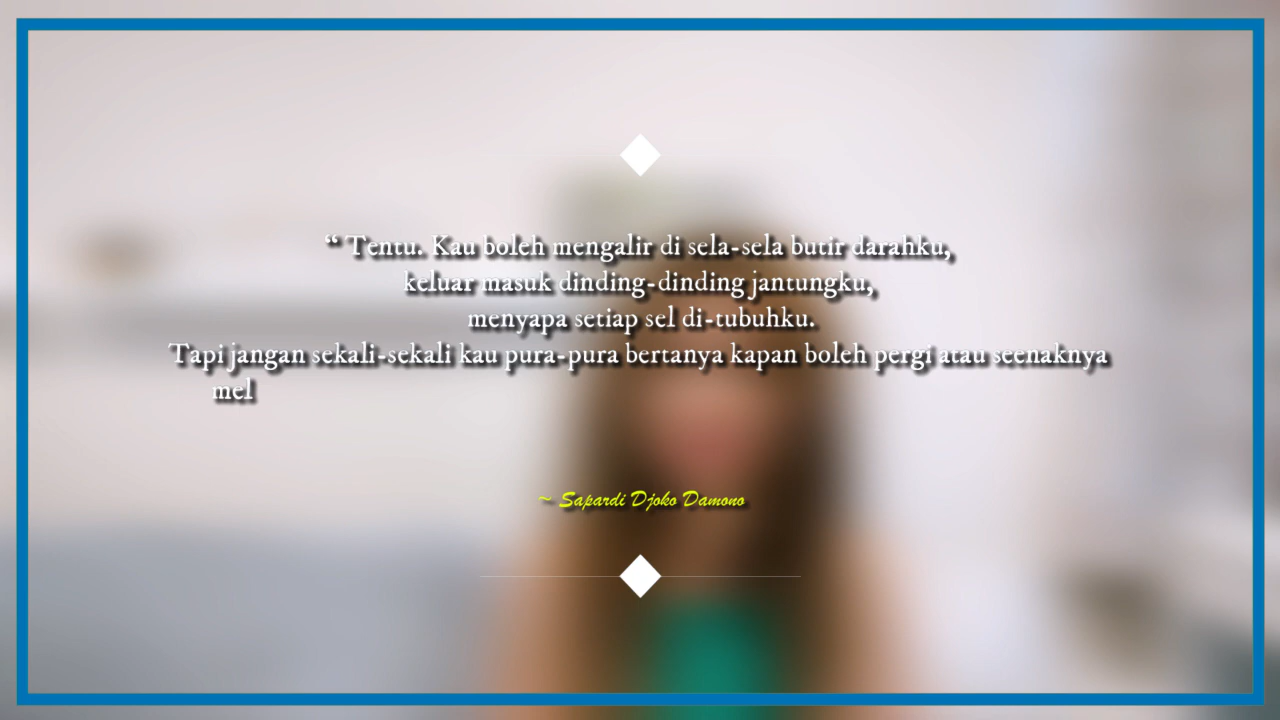 “ Tentu. Kau boleh mengalir di sela-sela butir darahku,
keluar masuk dinding-dinding jantungku,
menyapa setiap sel di-tubuhku.
Tapi jangan sekali-sekali kau pura-pura bertanya kapan boleh pergi atau seenaknya
mel
~ Sapardi Djoko Damono